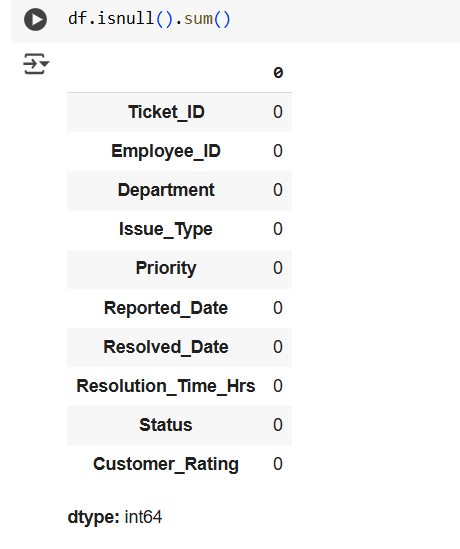 df.isnull().sum()
0
Ticket_ID 0
Employee_ID 0
Department 0
Issue_Type 0
Priority 0
Reported_Date 0
Resolved_Date 0
Resolution_Time_Hrs 0
Status 0
Customer_Rating 0
dtype: int64